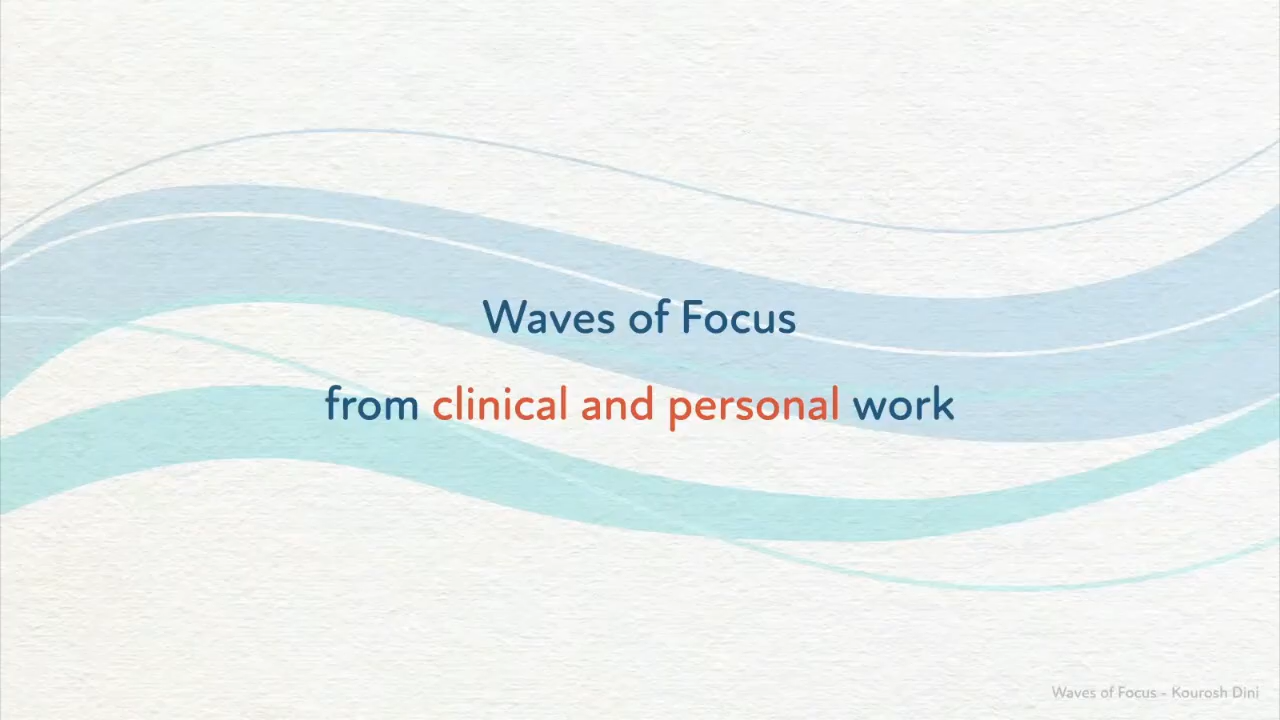 Waves of Focus
from clinical and personal work
Waves of Focus - Kourosh Dini